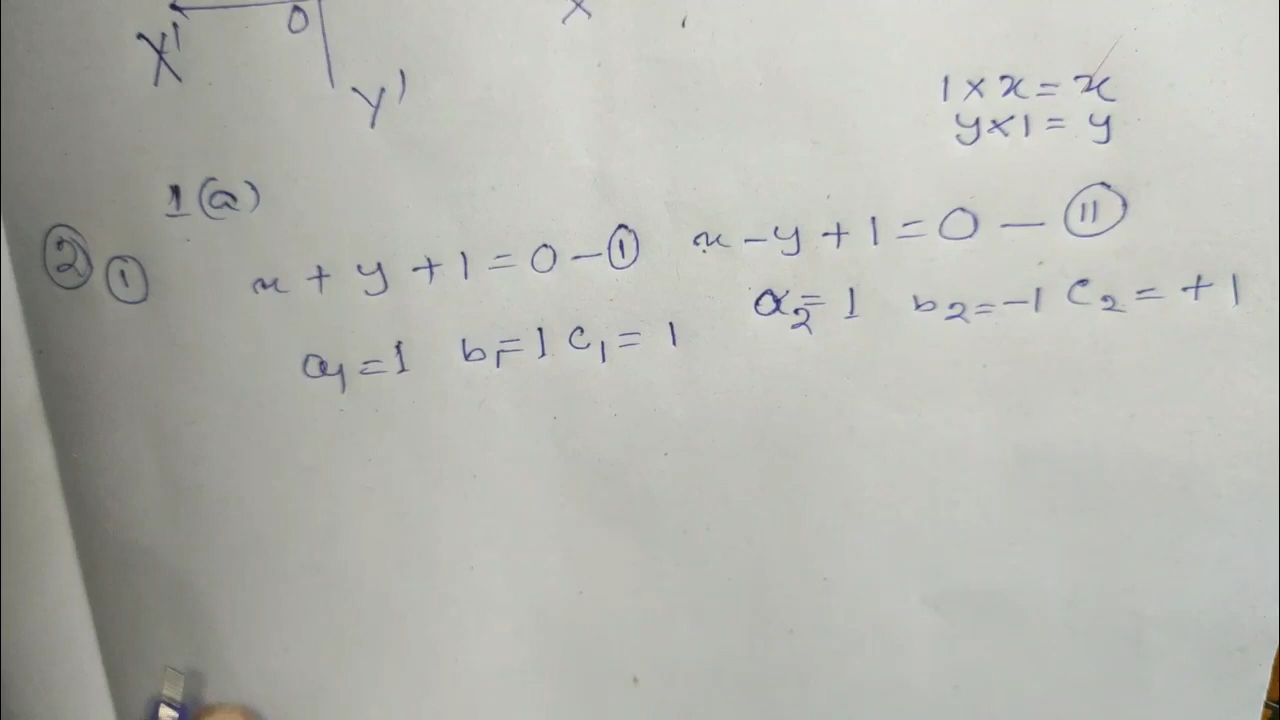 X' O Y' X
1 × x = x
y × 1 = y
1(a)
② ① x + y + 1 = 0 — ① x − y + 1 = 0 — ⑪
a₁ = 1 b₁ = 1 c₁ = 1 a₂ = 1 b₂ = −1 c₂ = +1